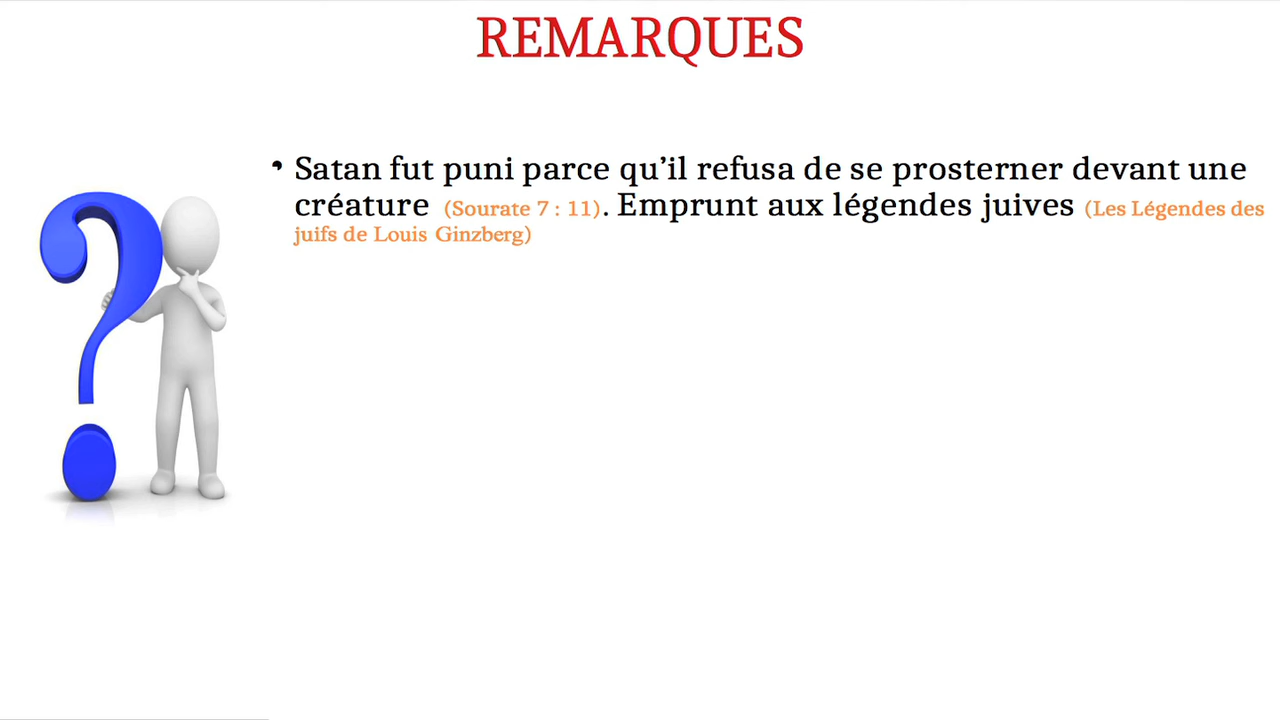 REMARQUES
• Satan fut puni parce qu’il refusa de se prosterner devant une
créature (Sourate 7 : 11). Emprunt aux légendes juives (Les Légendes des
juifs de Louis Ginzberg)